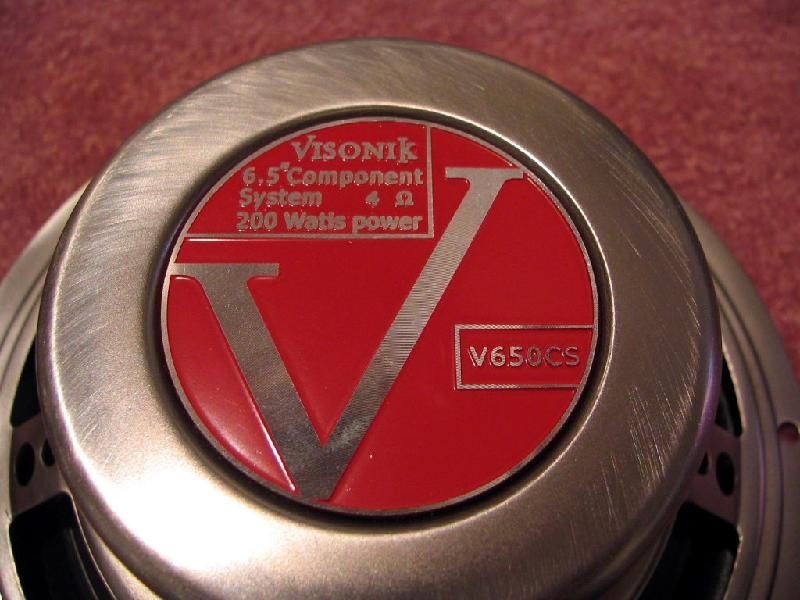 VISONIK
6,5" Component
System 4 Ω
200 Watts power
V
V650CS